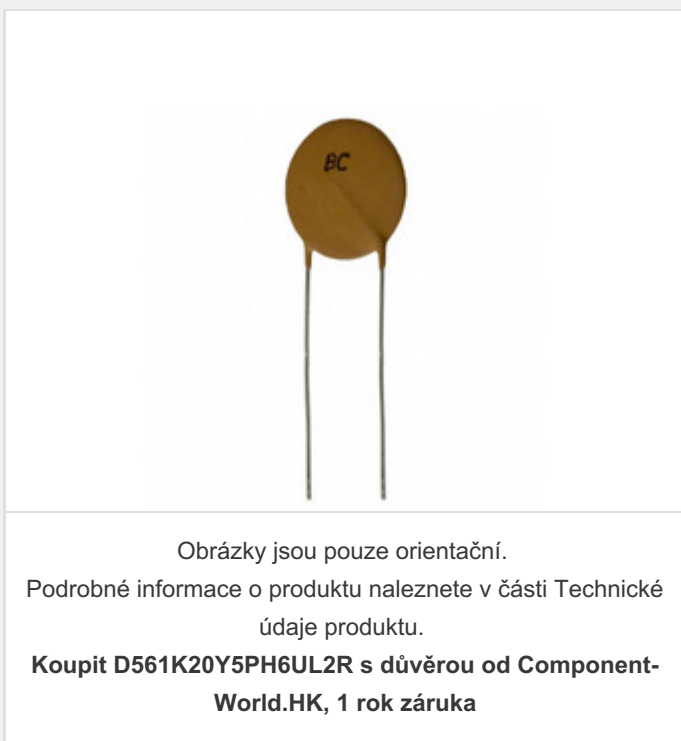 BC
Obrázky jsou pouze orientační.
Podrobné informace o produktu naleznete v části Technické
údaje produktu.
Koupit D561K20Y5PH6UL2R s důvěrou od Component-
World.HK, 1 rok záruka